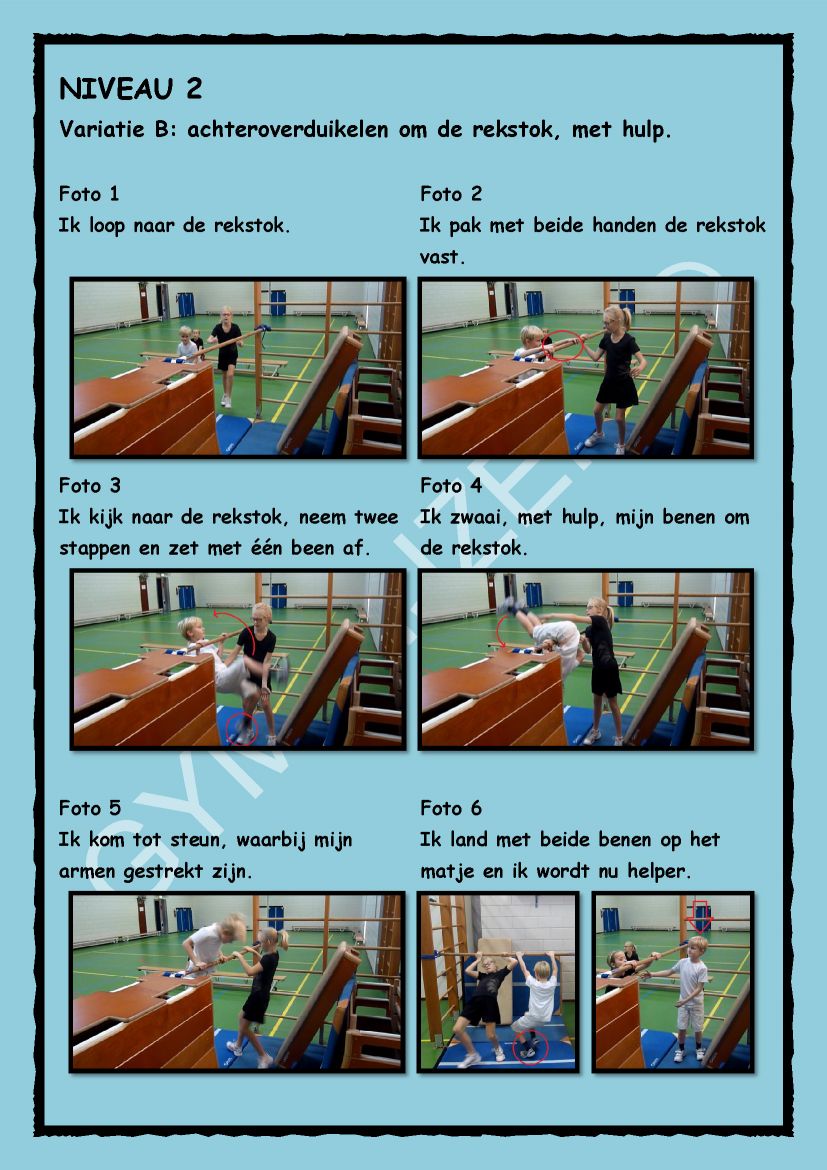 NIVEAU 2
Variatie B: achteroverduikelen om de rekstok, met hulp.
Foto 1
Ik loop naar de rekstok.
Foto 2
Ik pak met beide handen de rekstok
vast.
Foto 3
Ik kijk naar de rekstok, neem twee
stappen en zet met één been af.
Foto 4
Ik zwaai, met hulp, mijn benen om
de rekstok.
Foto 5
Ik kom tot steun, waarbij mijn
armen gestrekt zijn.
Foto 6
Ik land met beide benen op het
matje en ik wordt nu helper.